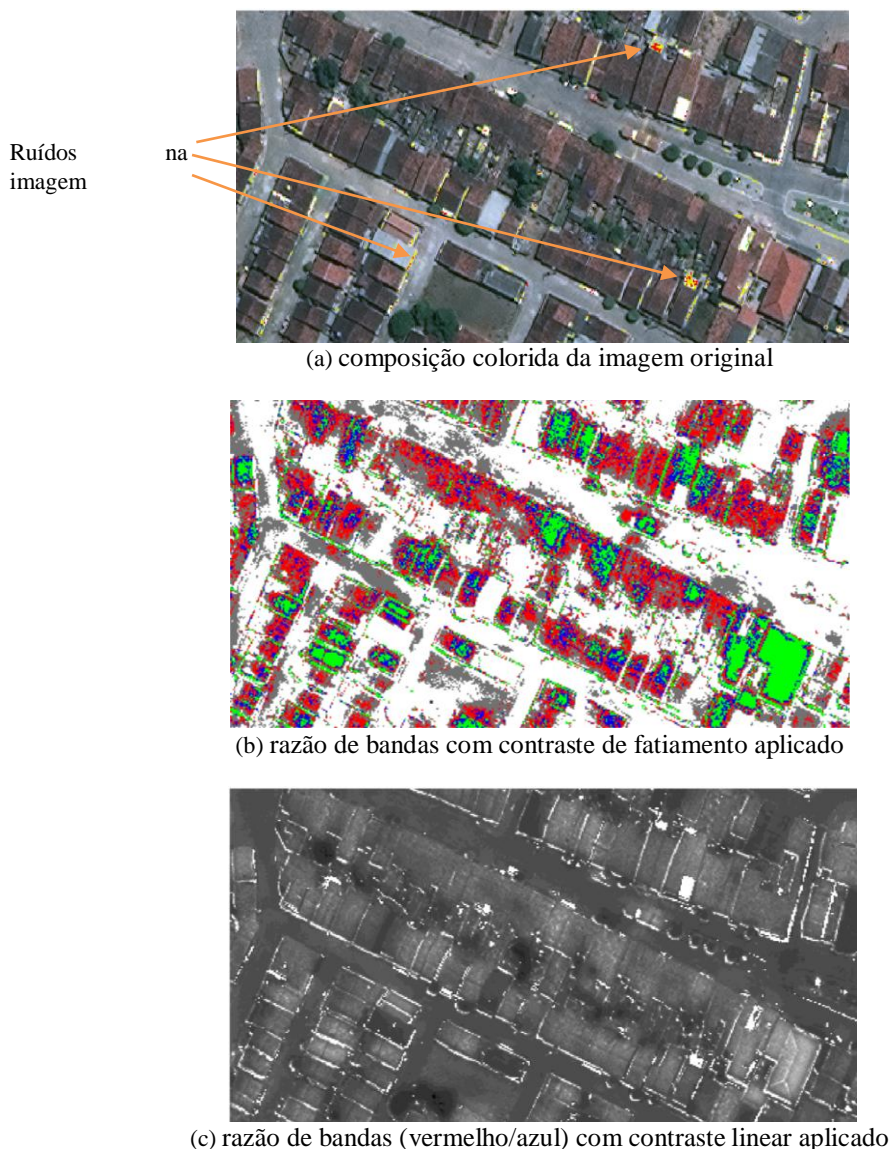 Ruídos na
imagem
(a) composição colorida da imagem original
(b) razão de bandas com contraste de fatiamento aplicado
(c) razão de bandas (vermelho/azul) com contraste linear aplicado